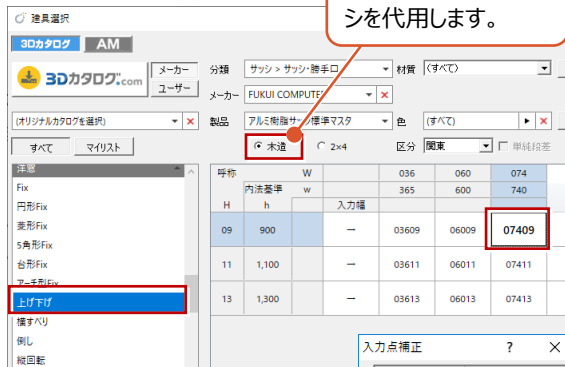 建具選択
シを代用します。
3Dカタログ AM
3Dカタログ.com
メーカー
ユーザー
分類 サッシ > サッシ・勝手口 材質 (すべて)
メーカー FUKUI COMPUTE
(オリジナルカタログを選択)
製品 アルミ樹脂サッシ標準マスタ 色 (すべて)
すべて マイリスト
木造 2×4 区分 関東 単純段差
洋窓
Fix
円形Fix
菱形Fix
5角形Fix
台形Fix
アーチ形Fix
上げ下げ
横すべり
倒し
縦回転
呼称 W 036 060 074
内法基準 w 365 600 740
H h 入力幅
09 900 → 03609 06009 07409
11 1,100 → 03611 06011 07411
13 1,300 → 03613 06013 07413
入力点補正 ? ×